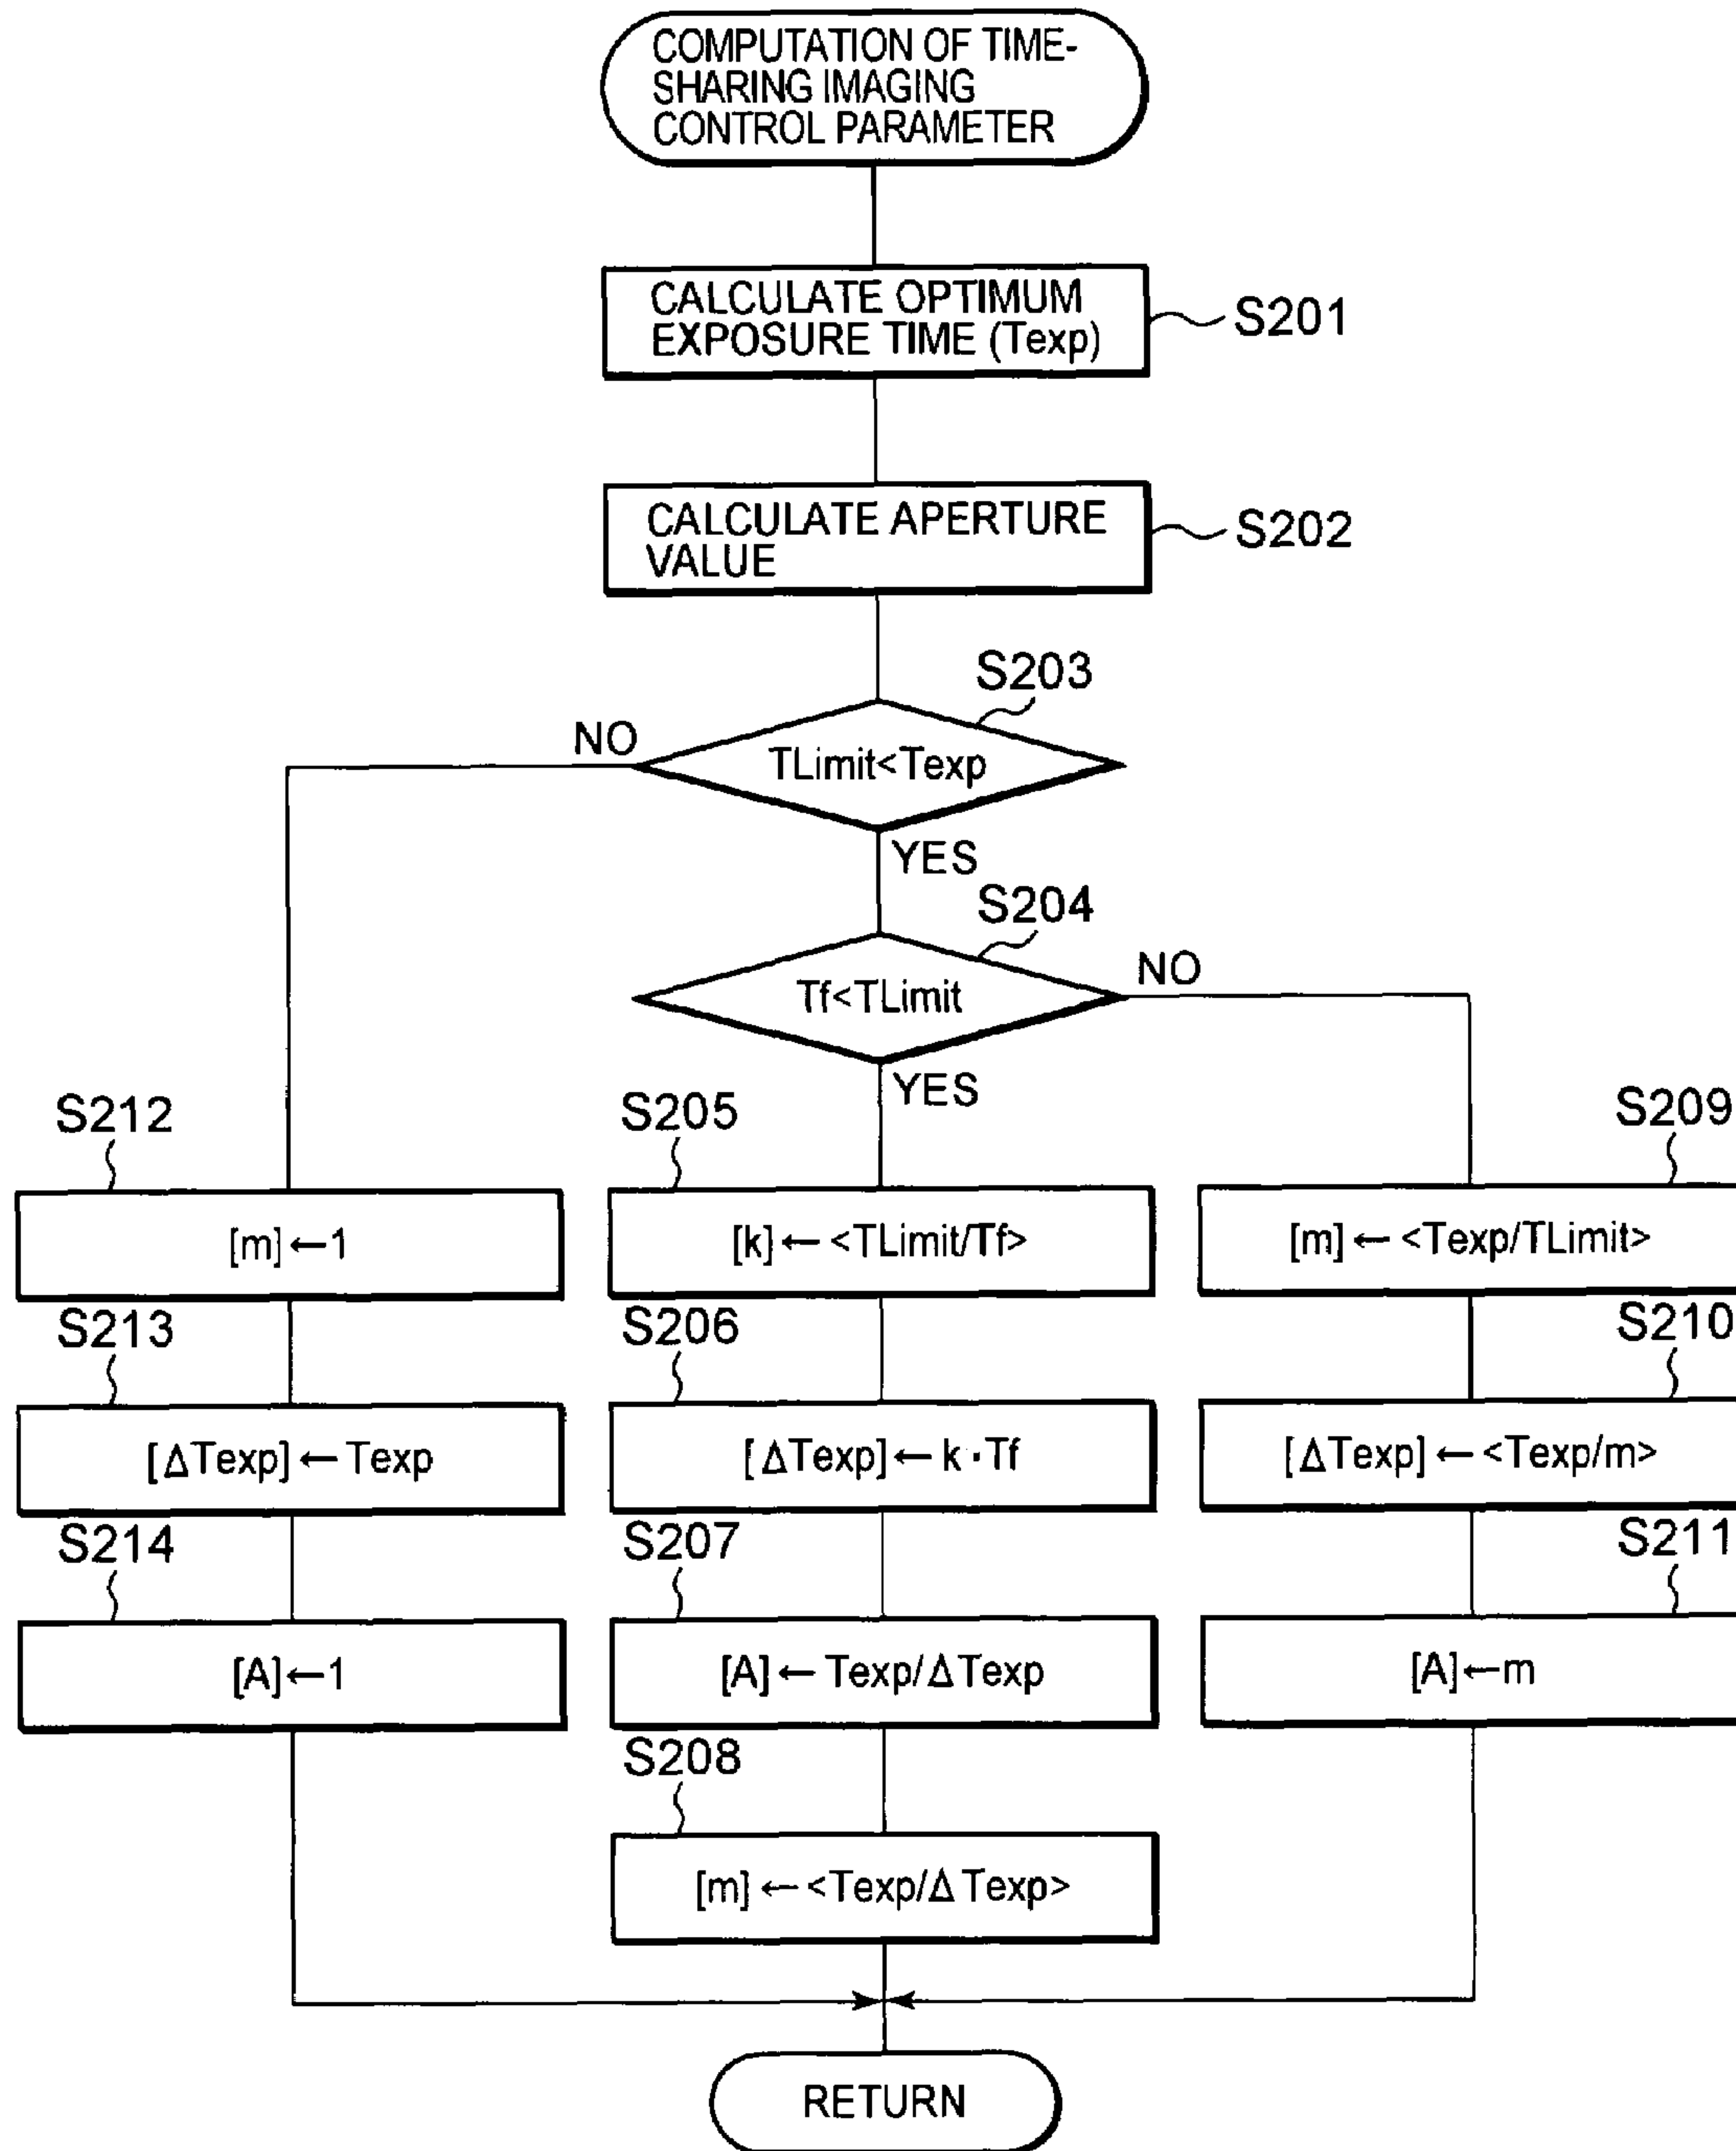 COMPUTATION OF TIME-
SHARING IMAGING
CONTROL PARAMETER
CALCULATE OPTIMUM
EXPOSURE TIME (Texp)
S201
CALCULATE APERTURE
VALUE
S202
S203
NO
TLimit<Texp
YES
S204
NO
Tf<TLimit
YES
S212
[m]←1
S213
[ΔTexp]←Texp
S214
[A]←1
S205
[k]←<TLimit/Tf>
S206
[ΔTexp]←k·Tf
S207
[A]←Texp/ΔTexp
S208
[m]←<Texp/ΔTexp>
S209
[m]←<Texp/TLimit>
S210
[ΔTexp]←<Texp/m>
S211
[A]←m
RETURN